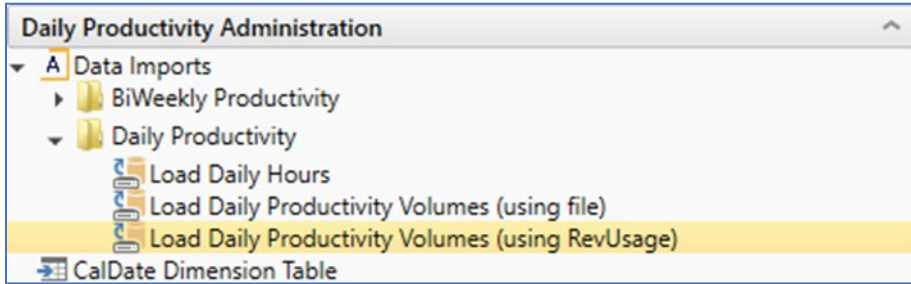 Daily Productivity Administration
A Data Imports
BiWeekly Productivity
Daily Productivity
Load Daily Hours
Load Daily Productivity Volumes (using file)
Load Daily Productivity Volumes (using RevUsage)
CalDate Dimension Table